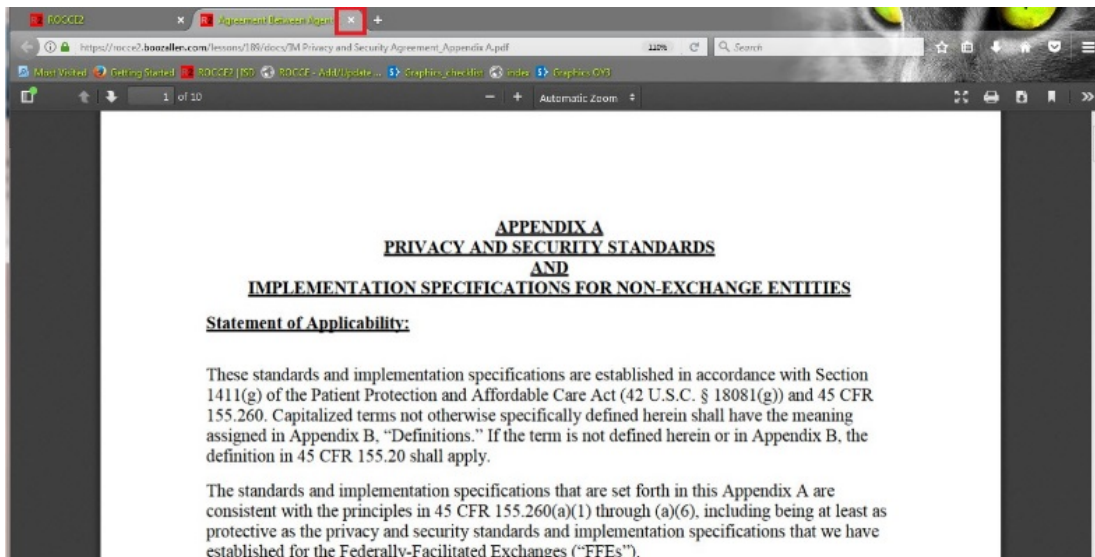 ROCCE2
Agreement Between Agen
https://rocce2.boozallen.com/lessons/189/docs/IM Privacy and Security Agreement_Appendix A.pdf
110%
Search
Most Visited
Getting Started
ROCCE2 | ISD
ROCCE - Add/Update ...
Graphics_checklist
index
Graphics OY3
1 of 10
Automatic Zoom
APPENDIX A
PRIVACY AND SECURITY STANDARDS
AND
IMPLEMENTATION SPECIFICATIONS FOR NON-EXCHANGE ENTITIES
Statement of Applicability:
These standards and implementation specifications are established in accordance with Section
1411(g) of the Patient Protection and Affordable Care Act (42 U.S.C. § 18081(g)) and 45 CFR
155.260. Capitalized terms not otherwise specifically defined herein shall have the meaning
assigned in Appendix B, “Definitions.” If the term is not defined herein or in Appendix B, the
definition in 45 CFR 155.20 shall apply.
The standards and implementation specifications that are set forth in this Appendix A are
consistent with the principles in 45 CFR 155.260(a)(1) through (a)(6), including being at least as
protective as the privacy and security standards and implementation specifications that we have
established for the Federally-Facilitated Exchanges (“FFEs”).